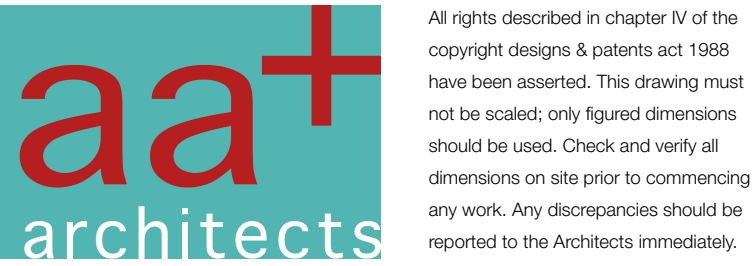 aa+
architects
All rights described in chapter IV of the
copyright designs & patents act 1988
have been asserted. This drawing must
not be scaled; only figured dimensions
should be used. Check and verify all
dimensions on site prior to commencing
any work. Any discrepancies should be
reported to the Architects immediately.